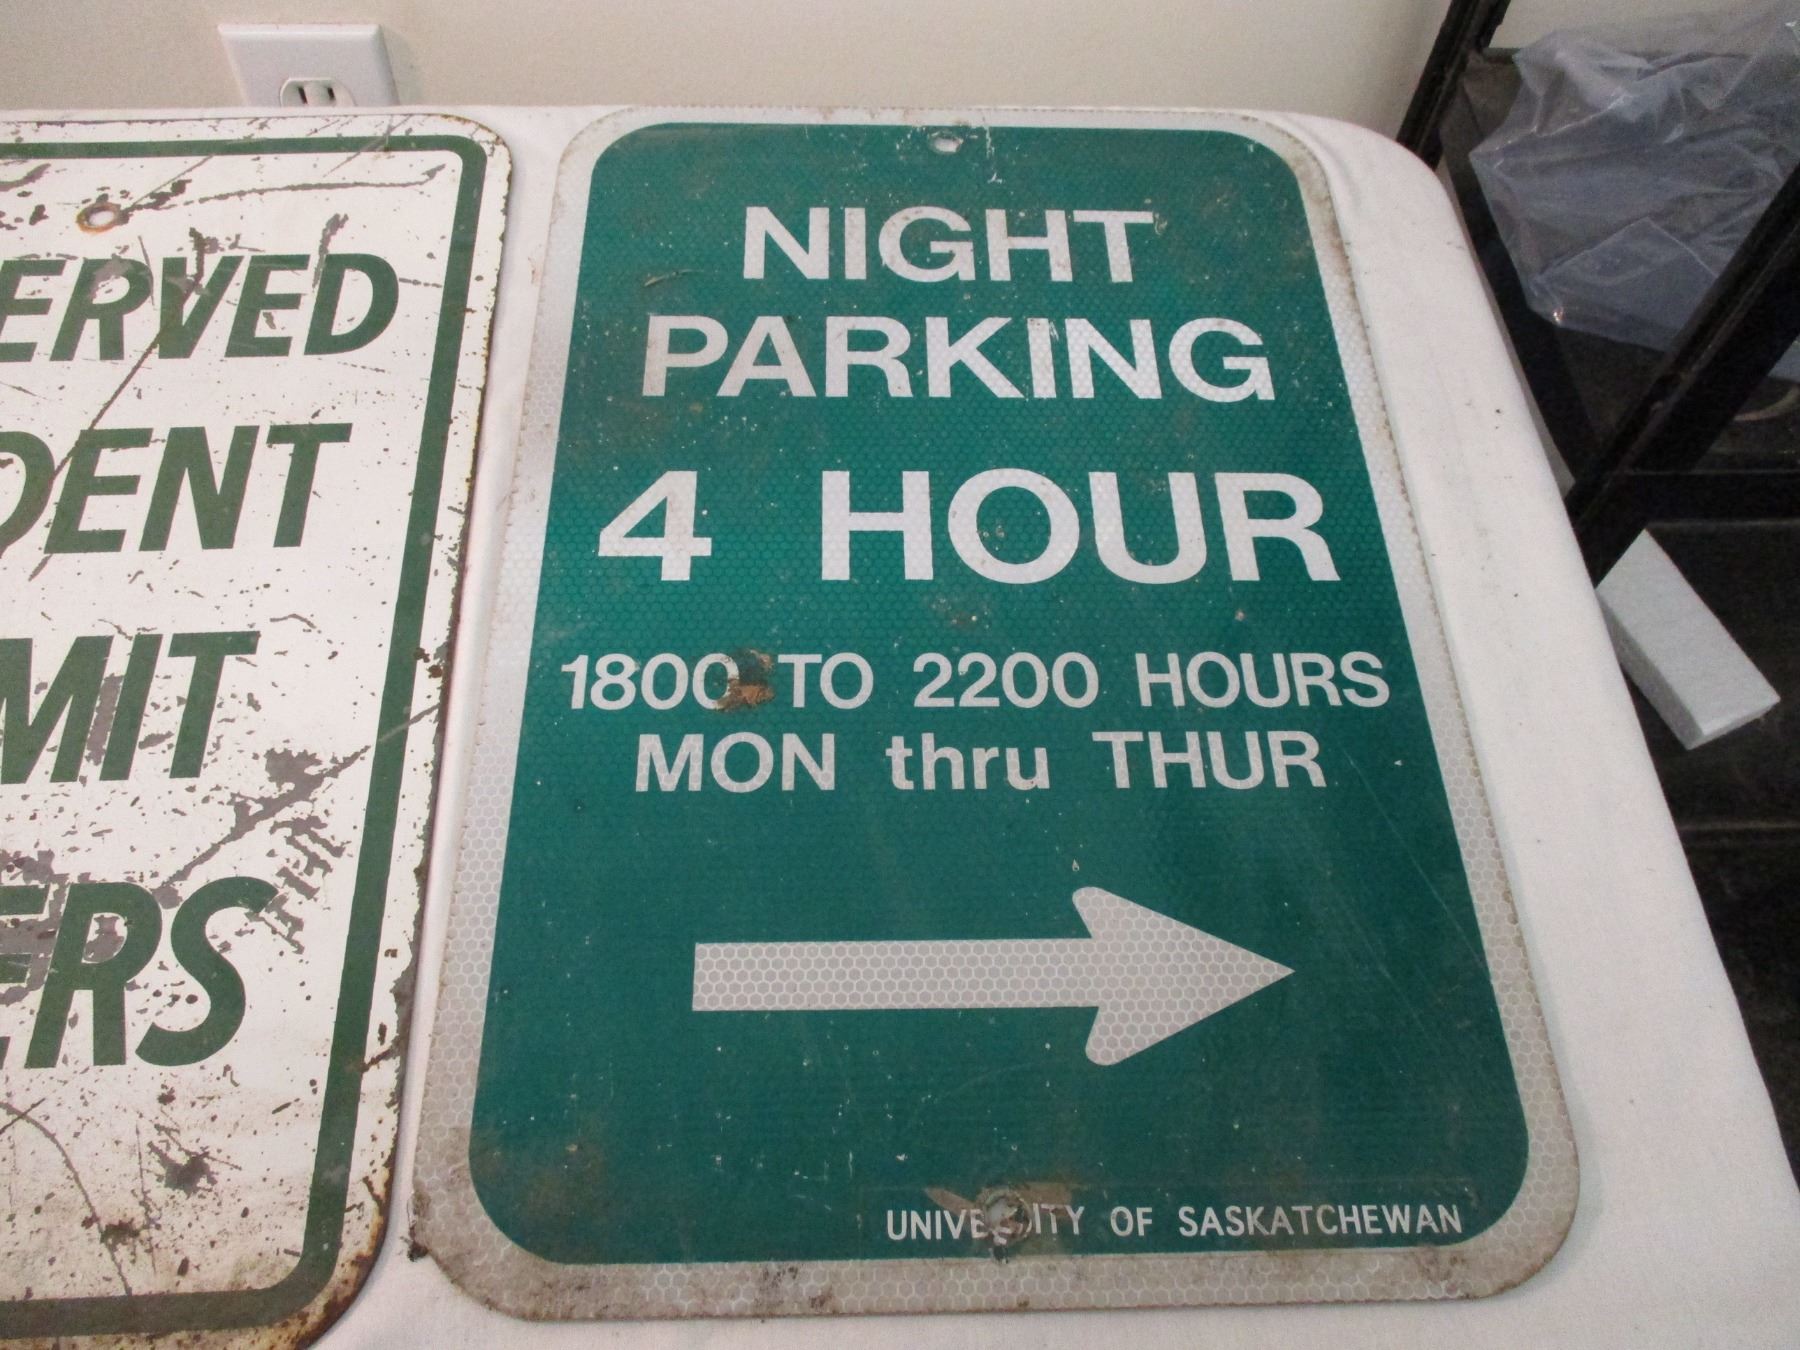 ERVED
DENT
MIT
ERS
NIGHT
PARKING
4 HOUR
1800 TO 2200 HOURS
MON thru THUR
UNIVERSITY OF SASKATCHEWAN